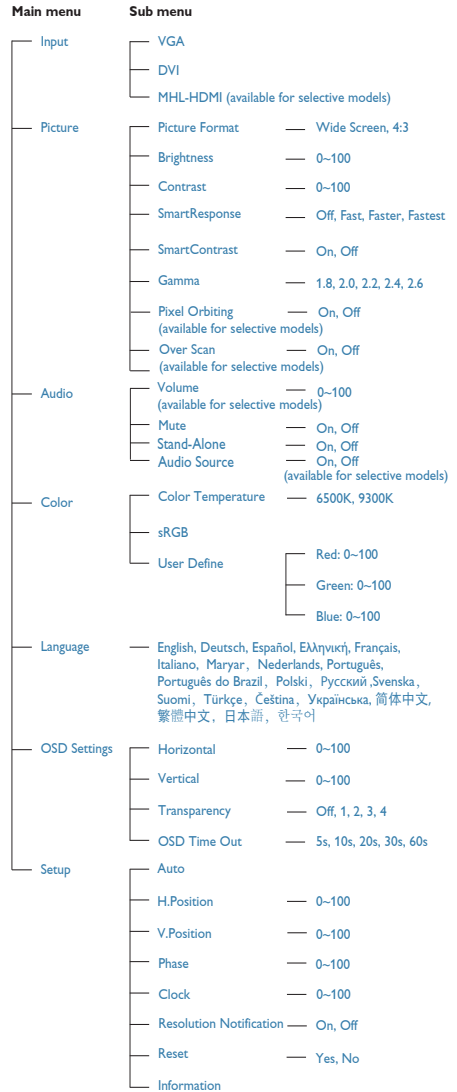 Main menu Sub menu
Input VGA
DVI
MHL-HDMI (available for selective models)
Picture Picture Format Wide Screen, 4:3
Brightness 0~100
Contrast 0~100
SmartResponse Off, Fast, Faster, Fastest
SmartContrast On, Off
Gamma 1.8, 2.0, 2.2, 2.4, 2.6
Pixel Orbiting On, Off
(available for selective models)
Over Scan On, Off
(available for selective models)
Audio Volume 0~100
(available for selective models)
Mute On, Off
Stand-Alone On, Off
Audio Source On, Off
(available for selective models)
Color Color Temperature 6500K, 9300K
sRGB
User Define Red: 0~100
Green: 0~100
Blue: 0~100
Language English, Deutsch, Español, Ελληνική, Français,
Italiano, Maryar, Nederlands, Português,
Português do Brazil, Polski, Русский ,Svenska,
Suomi, Türkçe, Čeština, Українська, 简体中文,
繁體中文, 日本語, 한국어
OSD Settings Horizontal 0~100
Vertical 0~100
Transparency Off, 1, 2, 3, 4
OSD Time Out 5s, 10s, 20s, 30s, 60s
Setup Auto
H.Position 0~100
V.Position 0~100
Phase 0~100
Clock 0~100
Resolution Notification On, Off
Reset Yes, No
Information